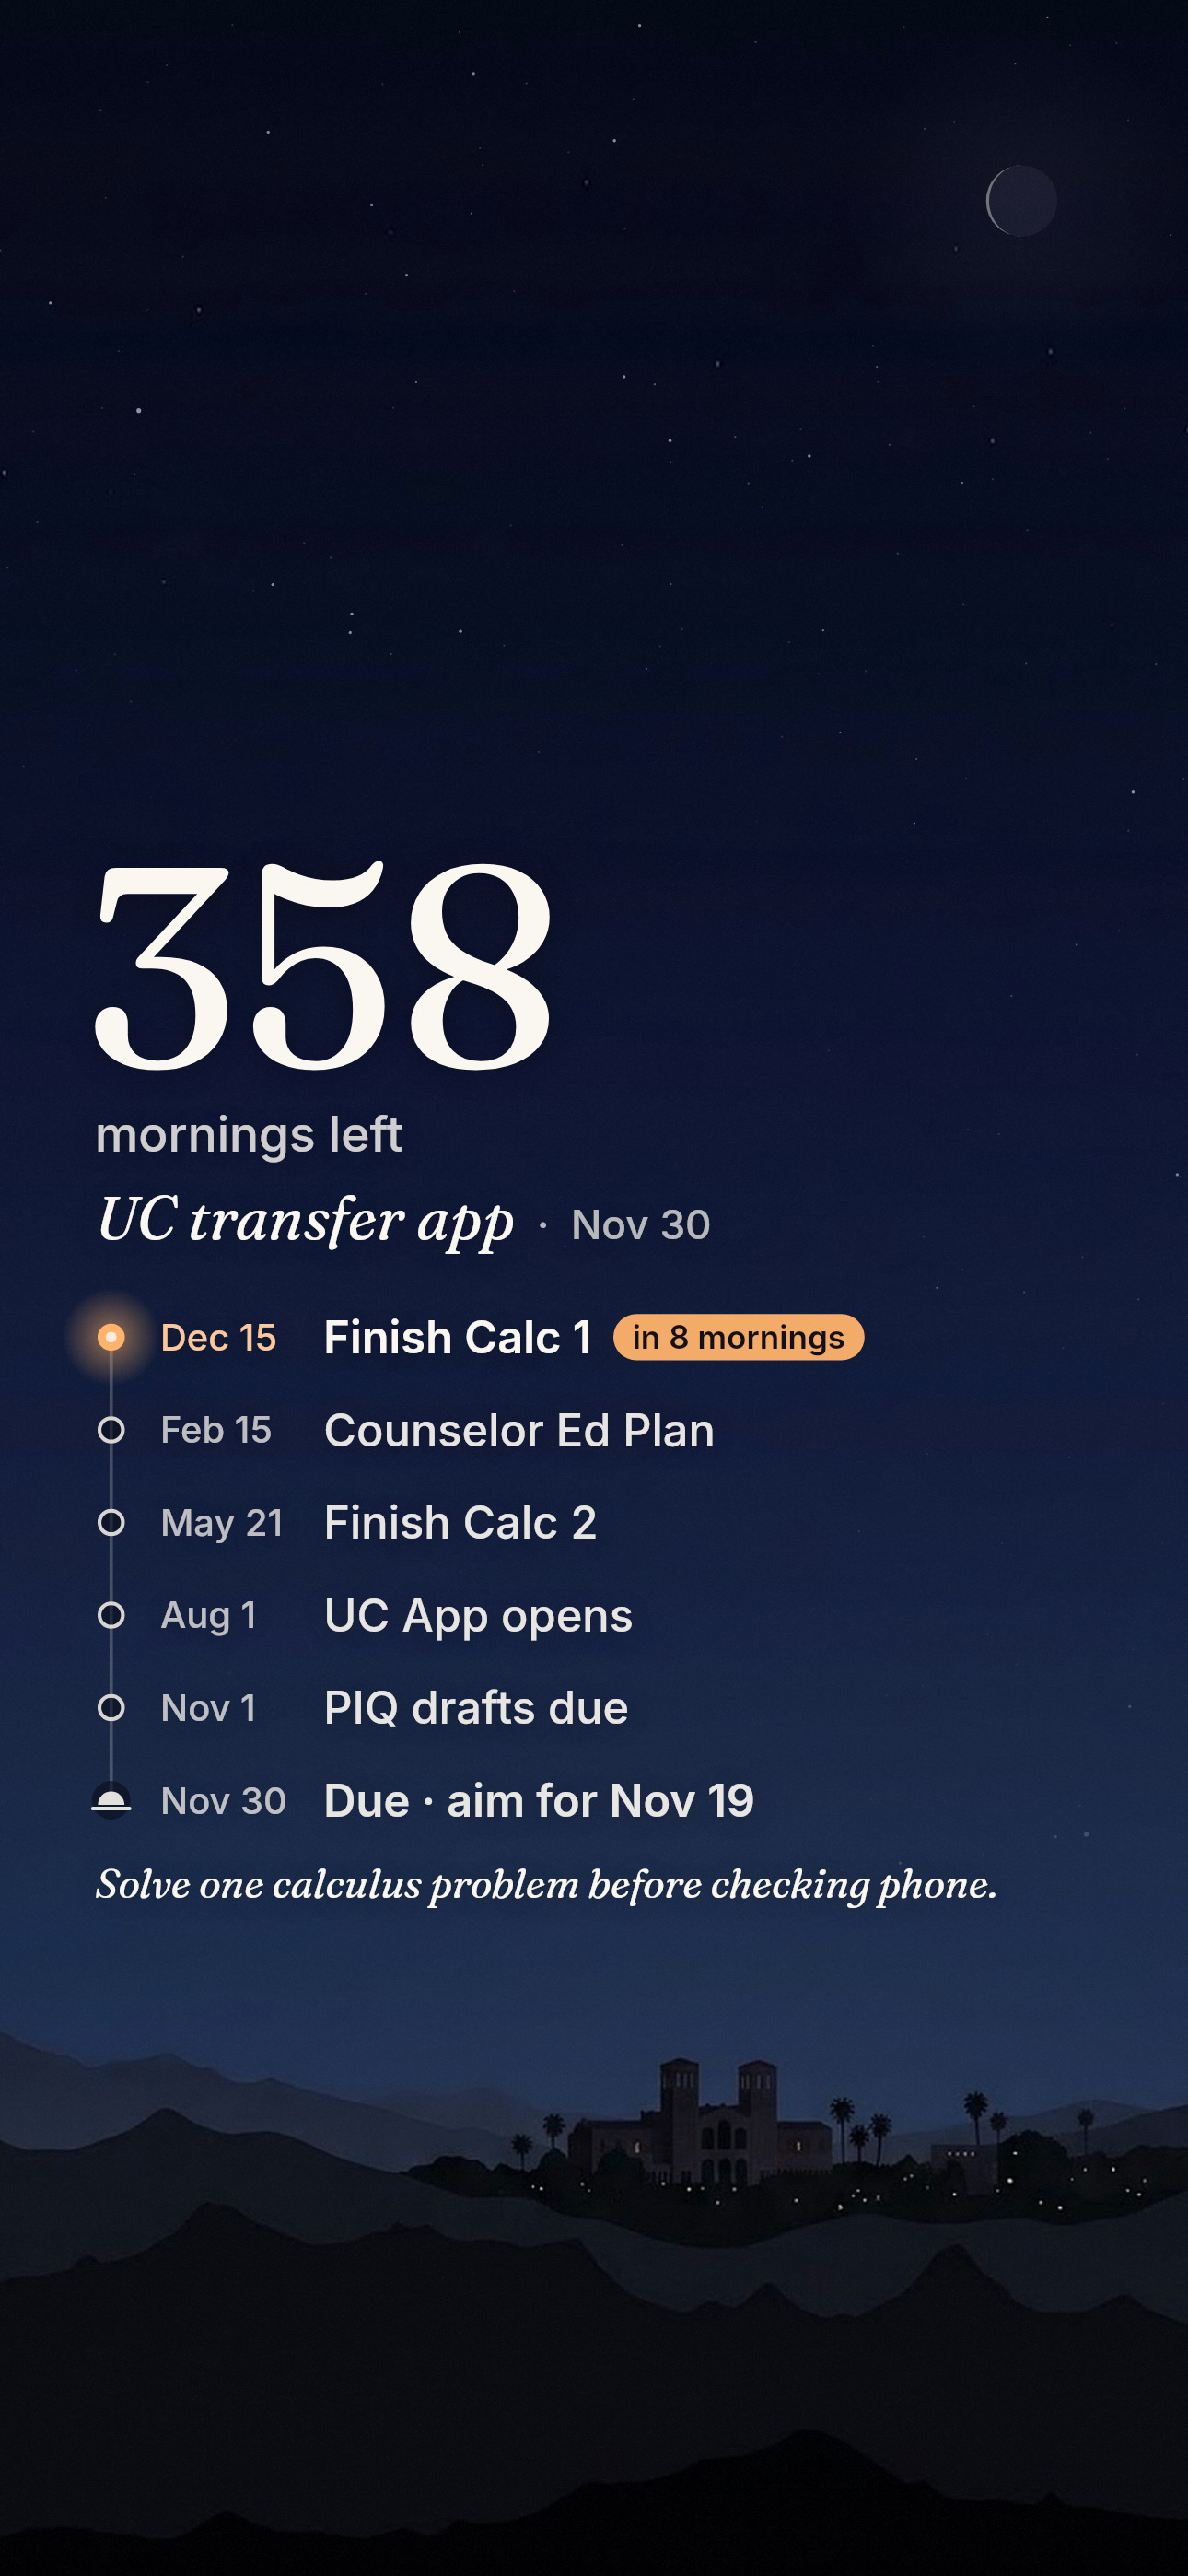 358
mornings left
UC transfer app · Nov 30
Dec 15 Finish Calc 1 in 8 mornings
Feb 15 Counselor Ed Plan
May 21 Finish Calc 2
Aug 1 UC App opens
Nov 1 PIQ drafts due
Nov 30 Due · aim for Nov 19
Solve one calculus problem before checking phone.